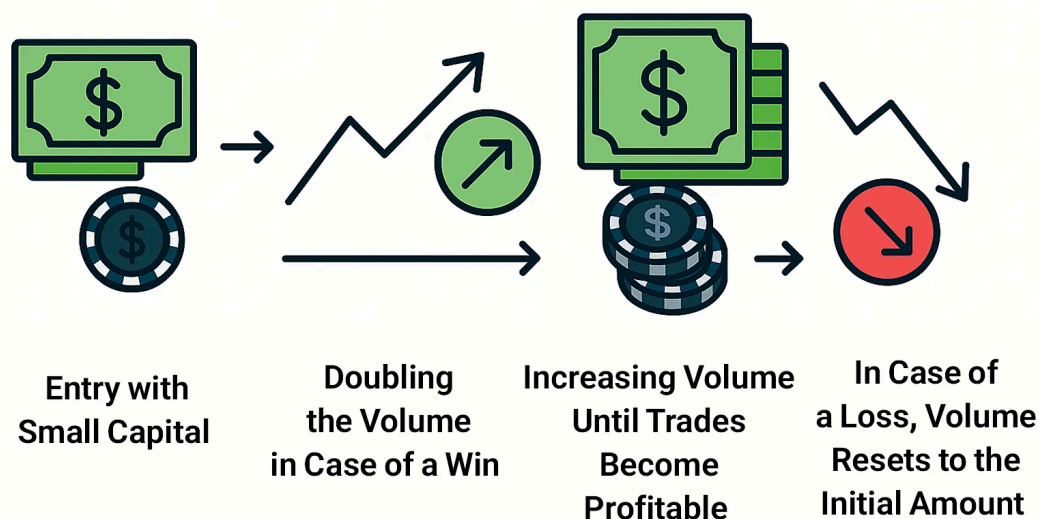 $
$
$
$
Entry with
Small Capital
Doubling
the Volume
in Case of a Win
Increasing Volume
Until Trades
Become
Profitable
In Case of
a Loss, Volume
Resets to the
Initial Amount